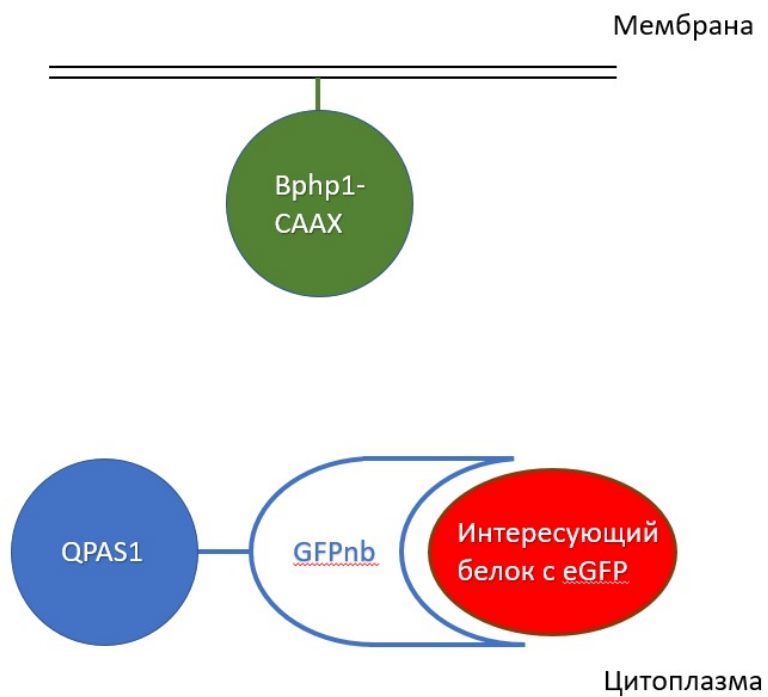 Мембрана
Bphp1-
CAAX
QPAS1
GFPnb
Интересующий
белок с eGFP
Цитоплазма